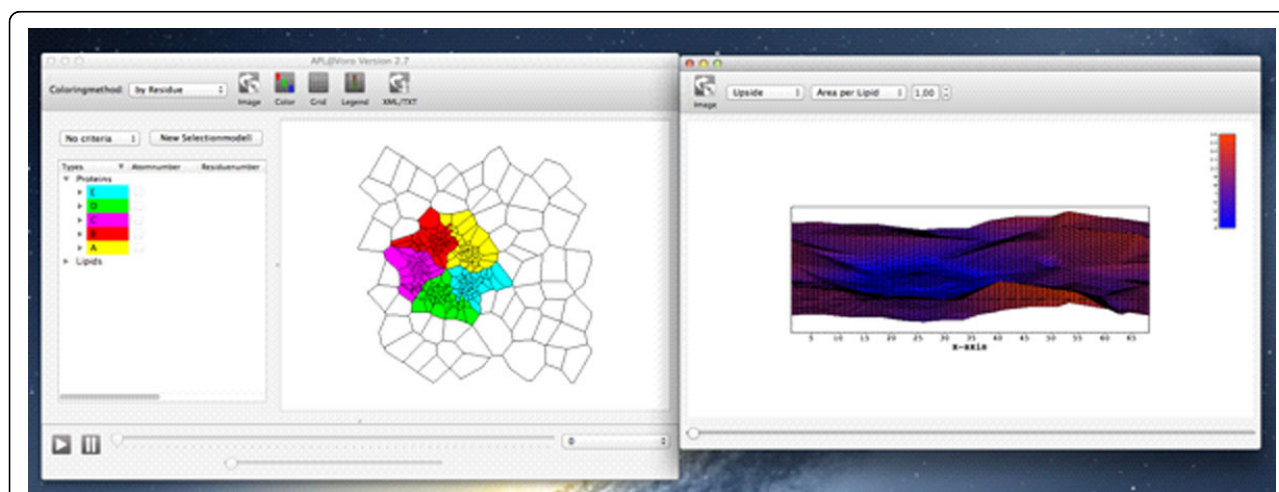 APL@Voro Version 2.7
Coloringmethod: by Residue
Image Color Grid Legend XML/TXT
No criteria New Selectionmodell
Types Atomnumber Residuenumber
Proteins
E
D
C
B
A
Lipids
0
Upside Area per Lipid 1,00
Image
5 10 15 20 25 30 35 40 45 50 55 60 65
x-axis